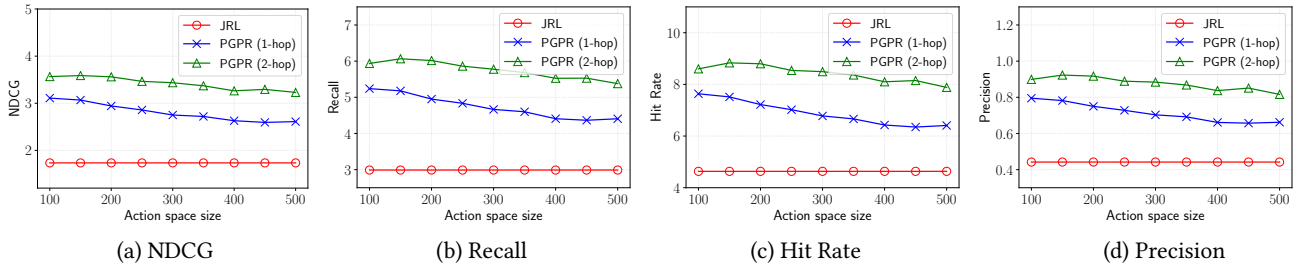 JRL
PGPR (1-hop)
PGPR (2-hop)
NDCG
5
4
3
2
100 200 300 400 500
Action space size
(a) NDCG
JRL
PGPR (1-hop)
PGPR (2-hop)
Recall
7
6
5
4
3
100 200 300 400 500
Action space size
(b) Recall
JRL
PGPR (1-hop)
PGPR (2-hop)
Hit Rate
10
8
6
4
100 200 300 400 500
Action space size
(c) Hit Rate
JRL
PGPR (1-hop)
PGPR (2-hop)
Precision
1.2
1.0
0.8
0.6
0.4
100 200 300 400 500
Action space size
(d) Precision